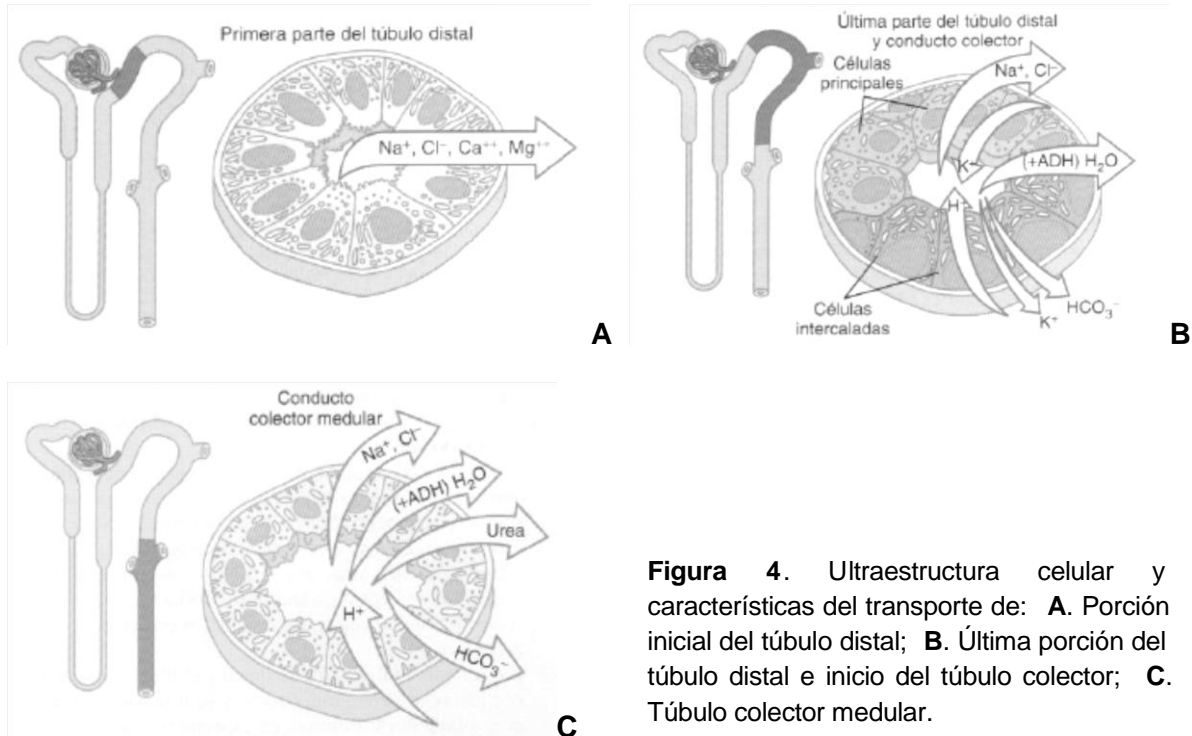 Primera parte del túbulo distal
Na⁺, Cl⁻, Ca⁺⁺, Mg⁺⁺
A
Última parte del túbulo distal
y conducto colector
Células
principales
Na⁺, Cl⁻
K⁺
(+ADH) H₂O
H⁺
Células
intercaladas
K⁺
HCO₃⁻
B
Conducto
colector medular
Na⁺, Cl⁻
(+ADH) H₂O
Urea
H⁺
HCO₃⁻
C
Figura 4. Ultraestructura celular y
características del transporte de: A. Porción
inicial del túbulo distal; B. Última porción del
túbulo distal e inicio del túbulo colector; C.
Túbulo colector medular.